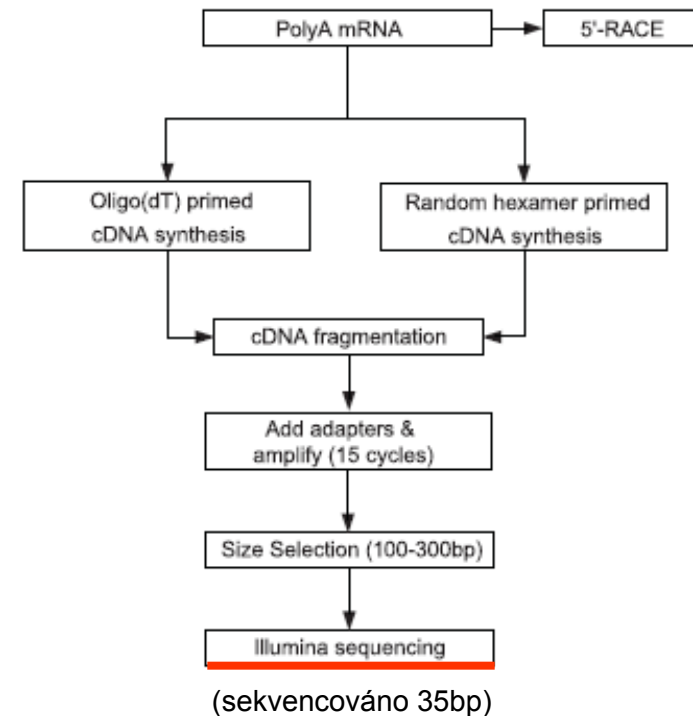 PolyA mRNA
5'-RACE
Oligo(dT) primed
cDNA synthesis
Random hexamer primed
cDNA synthesis
cDNA fragmentation
Add adapters &
amplify (15 cycles)
Size Selection (100-300bp)
Illumina sequencing
(sekvencováno 35bp)